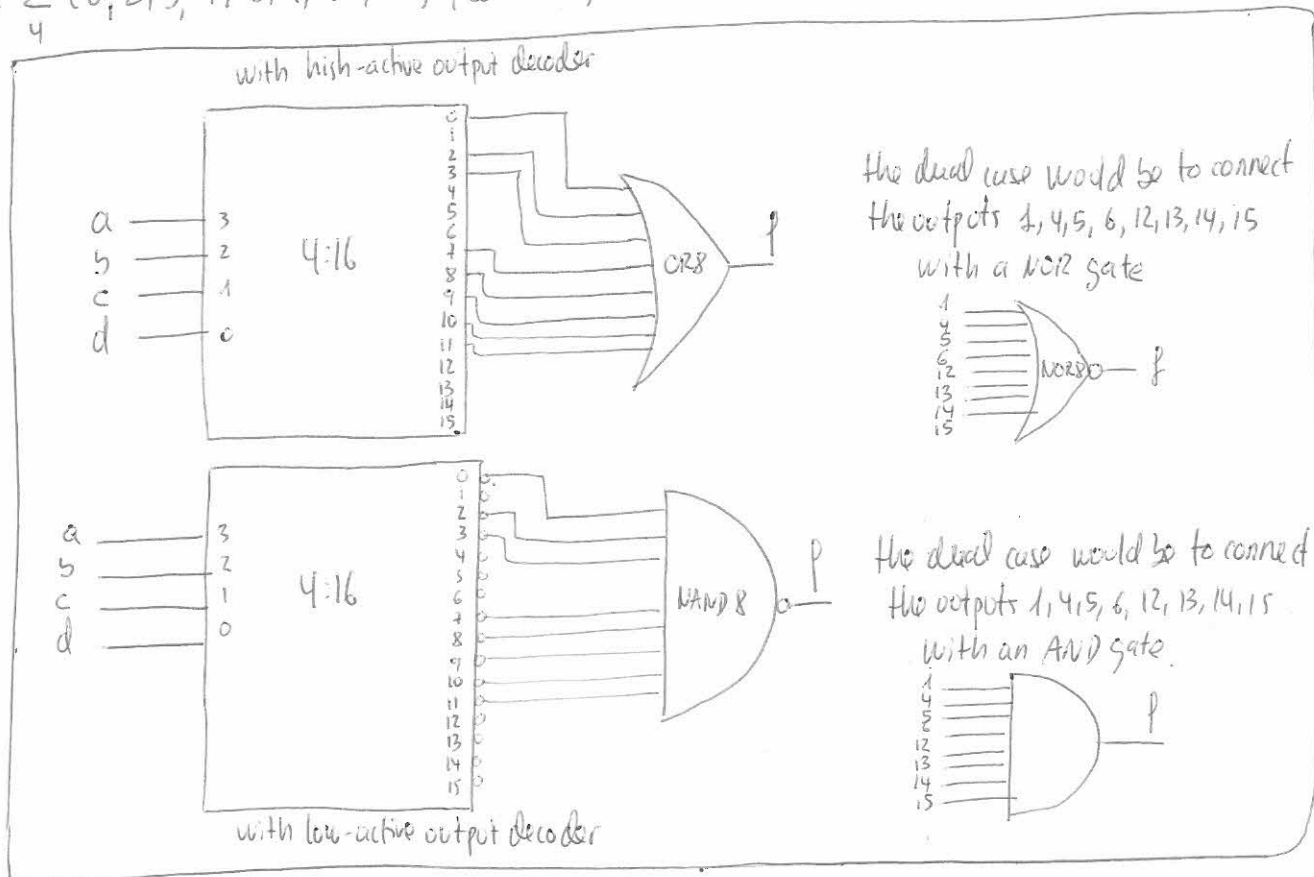 4
with high-active output decoder
0
1
2
3
4
5
6
7
8
9
10
11
12
13
14
15
a 3
b 2
c 1
d 0
4:16
OR8
f
the dual case would be to connect
the outputs 1, 4, 5, 6, 12, 13, 14, 15
with a NOR gate
1
4
5
6
12
13
14
15
NOR8
f
0
1
2
3
4
5
6
7
8
9
10
11
12
13
14
15
a 3
b 2
c 1
d 0
4:16
NAND8
f
the dual case would be to connect
the outputs 1, 4, 5, 6, 12, 13, 14, 15
with an AND gate.
1
4
5
6
12
13
14
15
f
with low-active output decoder